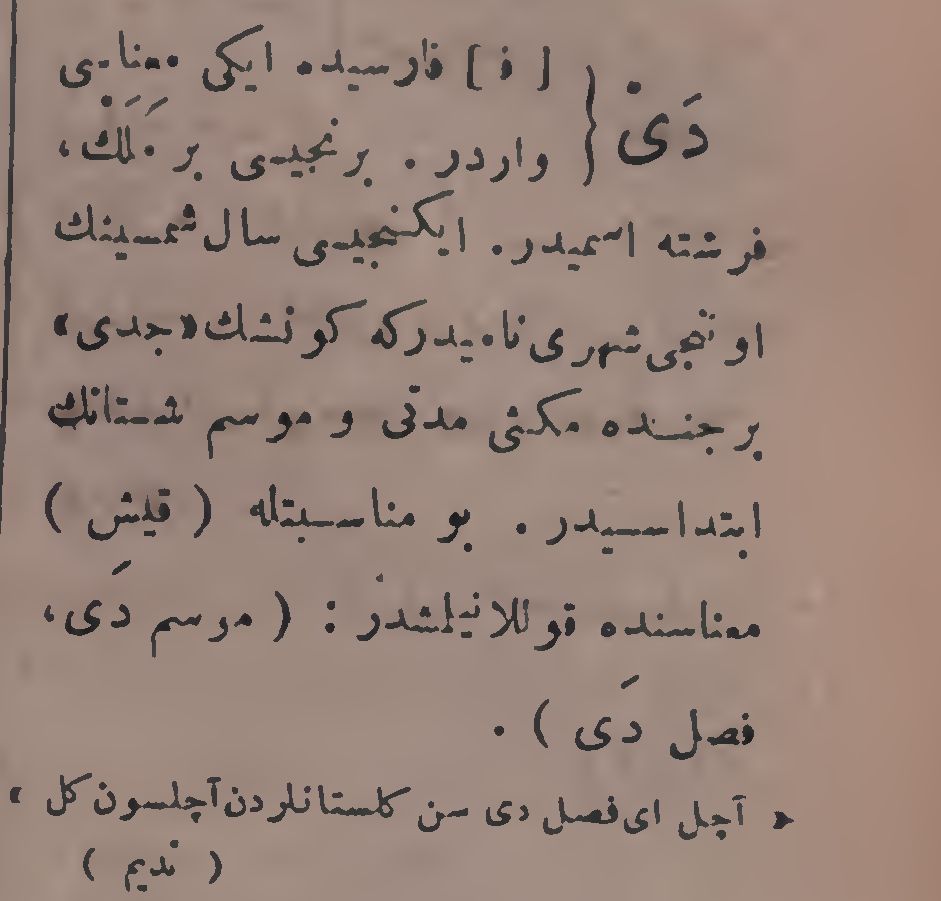 دَیْ } [ ف ] فارسیده ایکی معنایی
واردر . برنجیسی بر مَلَك ،
فرشته اسمیدر. ایکنجیسی سال شمسینك
اوننجی شهری نامیدرکه کونشك «جدی»
برجنده مکثی مدتی و موسم شتانك
ابتداسیدر . بو مناسبتله ( قیش )
معناسنده قوللانیلمشدر : ( موسم دَی ،
فصل دَی ) .
« آچل ای فصل دی سن کلستانلردن آچلسون کل »
( ندیم )